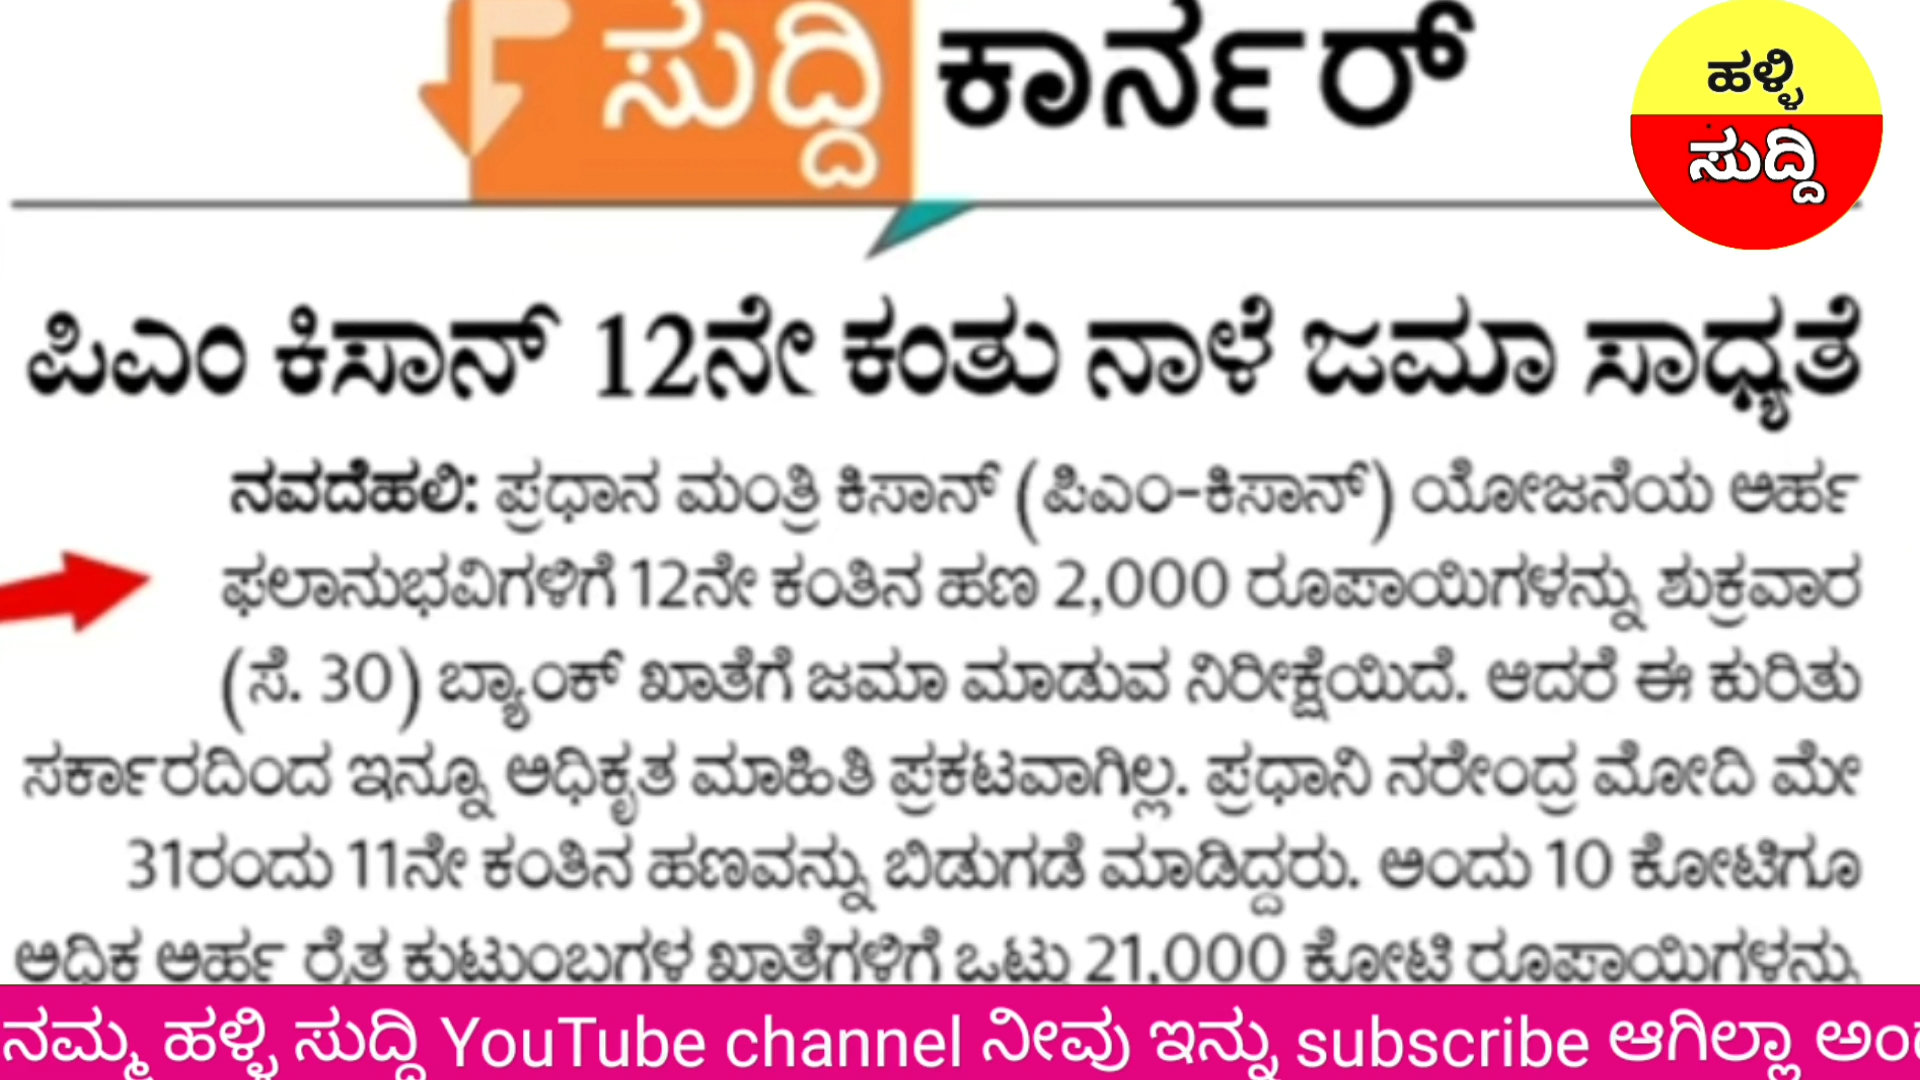 ಸುದ್ದಿ ಕಾರ್ನರ್
ಹಳ್ಳಿ
ಸುದ್ದಿ
ಪಿಎಂ ಕಿಸಾನ್ 12ನೇ ಕಂತು ನಾಳೆ ಜಮಾ ಸಾಧ್ಯತೆ
ನವದೆಹಲಿ: ಪ್ರಧಾನ ಮಂತ್ರಿ ಕಿಸಾನ್ (ಪಿಎಂ-ಕಿಸಾನ್) ಯೋಜನೆಯ ಅರ್ಹ
ಫಲಾನುಭವಿಗಳಿಗೆ 12ನೇ ಕಂತಿನ ಹಣ 2,000 ರೂಪಾಯಿಗಳನ್ನು ಶುಕ್ರವಾರ
(ಸೆ. 30) ಬ್ಯಾಂಕ್ ಖಾತೆಗೆ ಜಮಾ ಮಾಡುವ ನಿರೀಕ್ಷೆಯಿದೆ. ಆದರೆ ಈ ಕುರಿತು
ಸರ್ಕಾರದಿಂದ ಇನ್ನೂ ಅಧಿಕೃತ ಮಾಹಿತಿ ಪ್ರಕಟವಾಗಿಲ್ಲ. ಪ್ರಧಾನಿ ನರೇಂದ್ರ ಮೋದಿ ಮೇ
31ರಂದು 11ನೇ ಕಂತಿನ ಹಣವನ್ನು ಬಿಡುಗಡೆ ಮಾಡಿದ್ದರು. ಅಂದು 10 ಕೋಟಿಗೂ
ಅಧಿಕ ಅರ್ಹ ರೈತ ಕುಟುಂಬಗಳ ಖಾತೆಗಳಿಗೆ ಒಟ್ಟು 21,000 ಕೋಟಿ ರೂಪಾಯಿಗಳನ್ನು
ನಮ್ಮ ಹಳ್ಳಿ ಸುದ್ದಿ YouTube channel ನೀವು ಇನ್ನು subscribe ಆಗಿಲ್ಲಾ